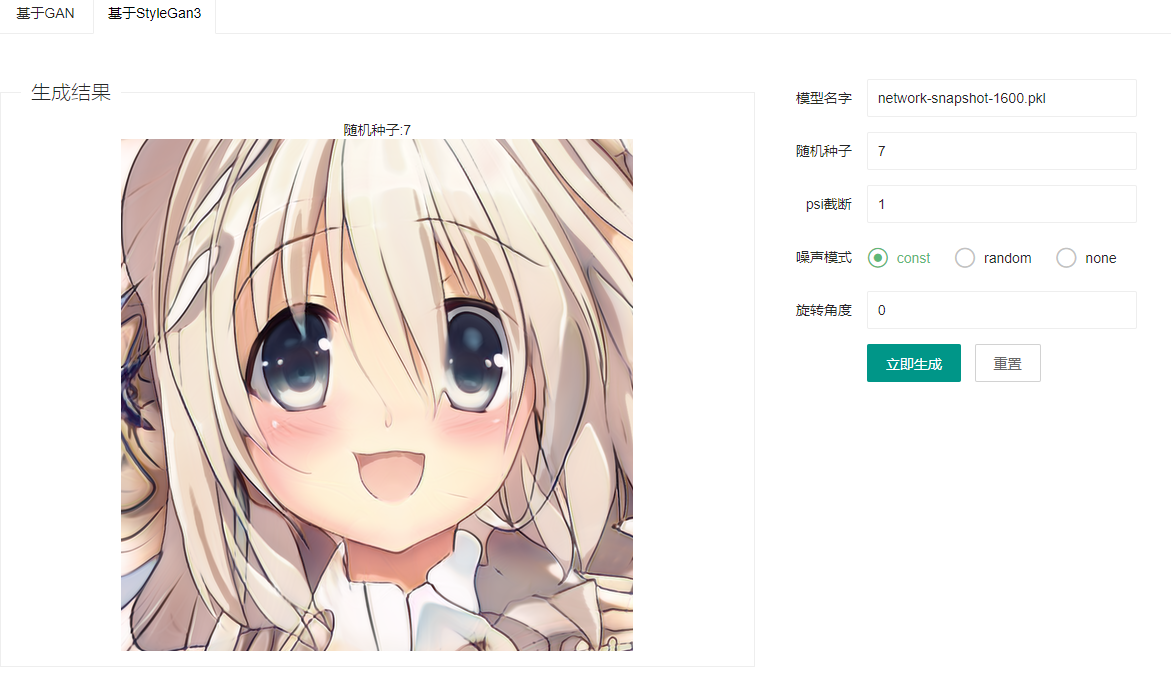 基于GAN
基于StyleGan3
生成结果
随机种子:7
模型名字
network-snapshot-1600.pkl
随机种子
7
psi截断
1
噪声模式
const
random
none
旋转角度
0
立即生成
重置